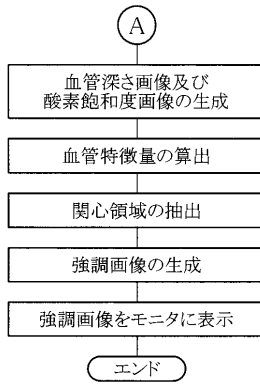 A
血管深さ画像及び
酸素飽和度画像の生成
血管特徴量の算出
関心領域の抽出
強調画像の生成
強調画像をモニタに表示
エンド